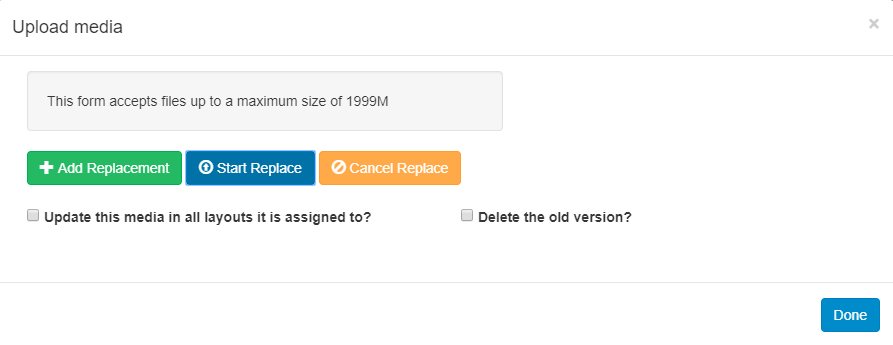 Upload media ×
This form accepts files up to a maximum size of 1999M
Add Replacement Start Replace Cancel Replace
Update this media in all layouts it is assigned to? Delete the old version?
Done